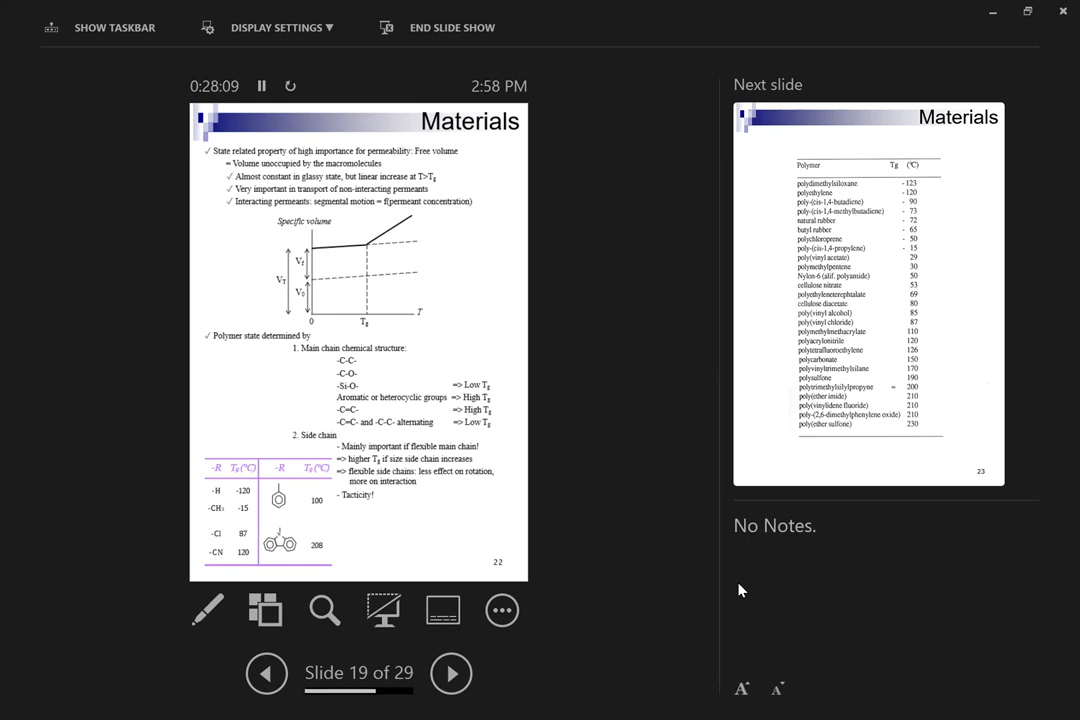 SHOW TASKBAR
DISPLAY SETTINGS ▼
END SLIDE SHOW
0:28:09
2:58 PM
Materials
✓ State related property of high importance for permeability: Free volume
= Volume unoccupied by the macromolecules
✓ Almost constant in glassy state, but linear increase at T>Tg
✓ Very important in transport of non-interacting permeants
✓ Interacting permeants: segmental motion = f(permeant concentration)
Specific volume
Vf
VT
V0
T
0 Tg
✓ Polymer state determined by
1. Main chain chemical structure:
-C-C-
-C-O-
-Si-O- => Low Tg
Aromatic or heterocyclic groups => High Tg
-C=C- => High Tg
-C=C- and -C-C- alternating => Low Tg
2. Side chain
- Mainly important if flexible main chain!
=> higher Tg if size side chain increases
=> flexible side chains: less effect on rotation,
more on interaction
- Tacticity!
-R Tg (°C) -R Tg (°C)
-H -120
100
-CH3 -15
-Cl 87
208
-CN 120
22
Slide 19 of 29
Next slide
Materials
Polymer Tg (°C)
polydimethylsiloxane -123
polyethylene -120
poly-(cis-1,4-butadiene) - 90
poly-(cis-1,4-methylbutadiene) - 73
natural rubber - 72
butyl rubber - 65
polychloroprene - 50
poly-(cis-1,4-propylene) - 15
poly(vinyl acetate) 29
polymethylpentene 30
Nylon-6 (alif. polyamide) 50
cellulose nitrate 53
polyethyleneterephtalate 69
cellulose diacetate 80
poly(vinyl alcohol) 85
poly(vinyl chloride) 87
polymethylmethacrylate 110
polyacrylonitrile 120
polytetrafluoroethylene 126
polycarbonate 150
polyvinyltrimethylsilane 170
polysulfone 190
polytrimethylsilylpropyne = 200
poly(ether imide) 210
poly(vinylidene fluoride) 210
poly-(2,6-dimethylphenylene oxide) 210
poly(ether sulfone) 230
23
No Notes.
A A